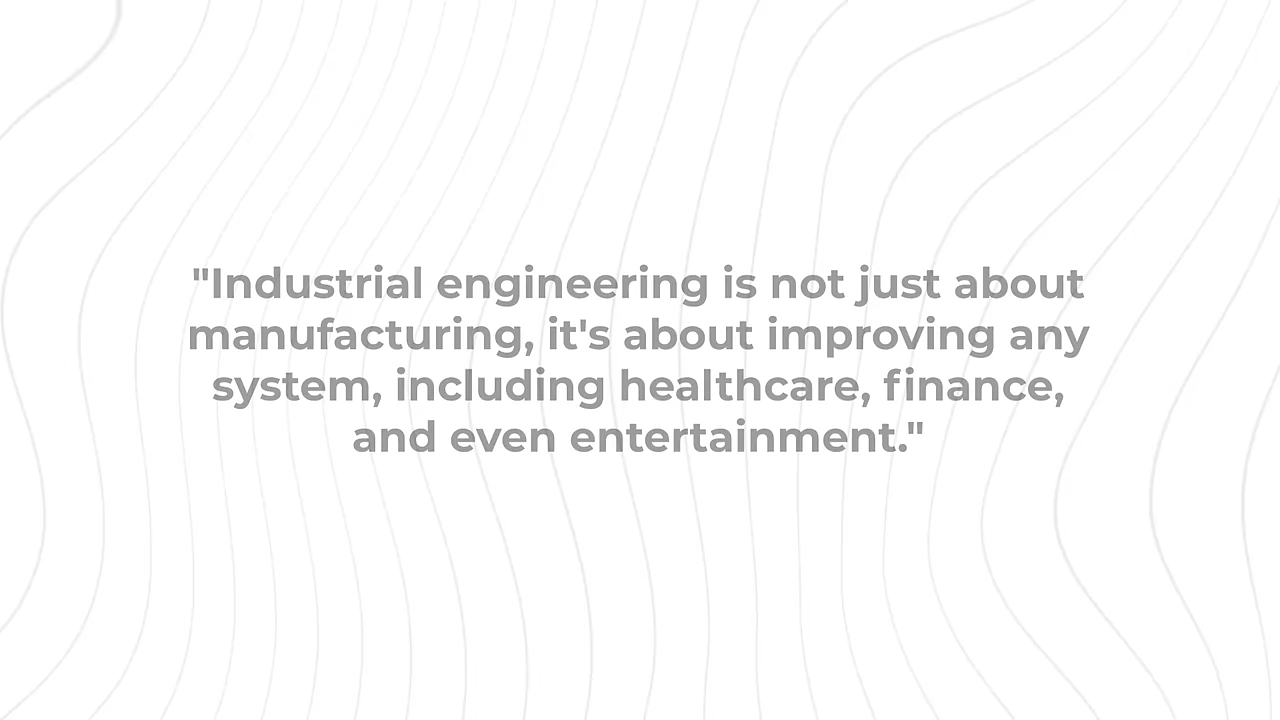 "Industrial engineering is not just about
manufacturing, it's about improving any
system, including healthcare, finance,
and even entertainment."